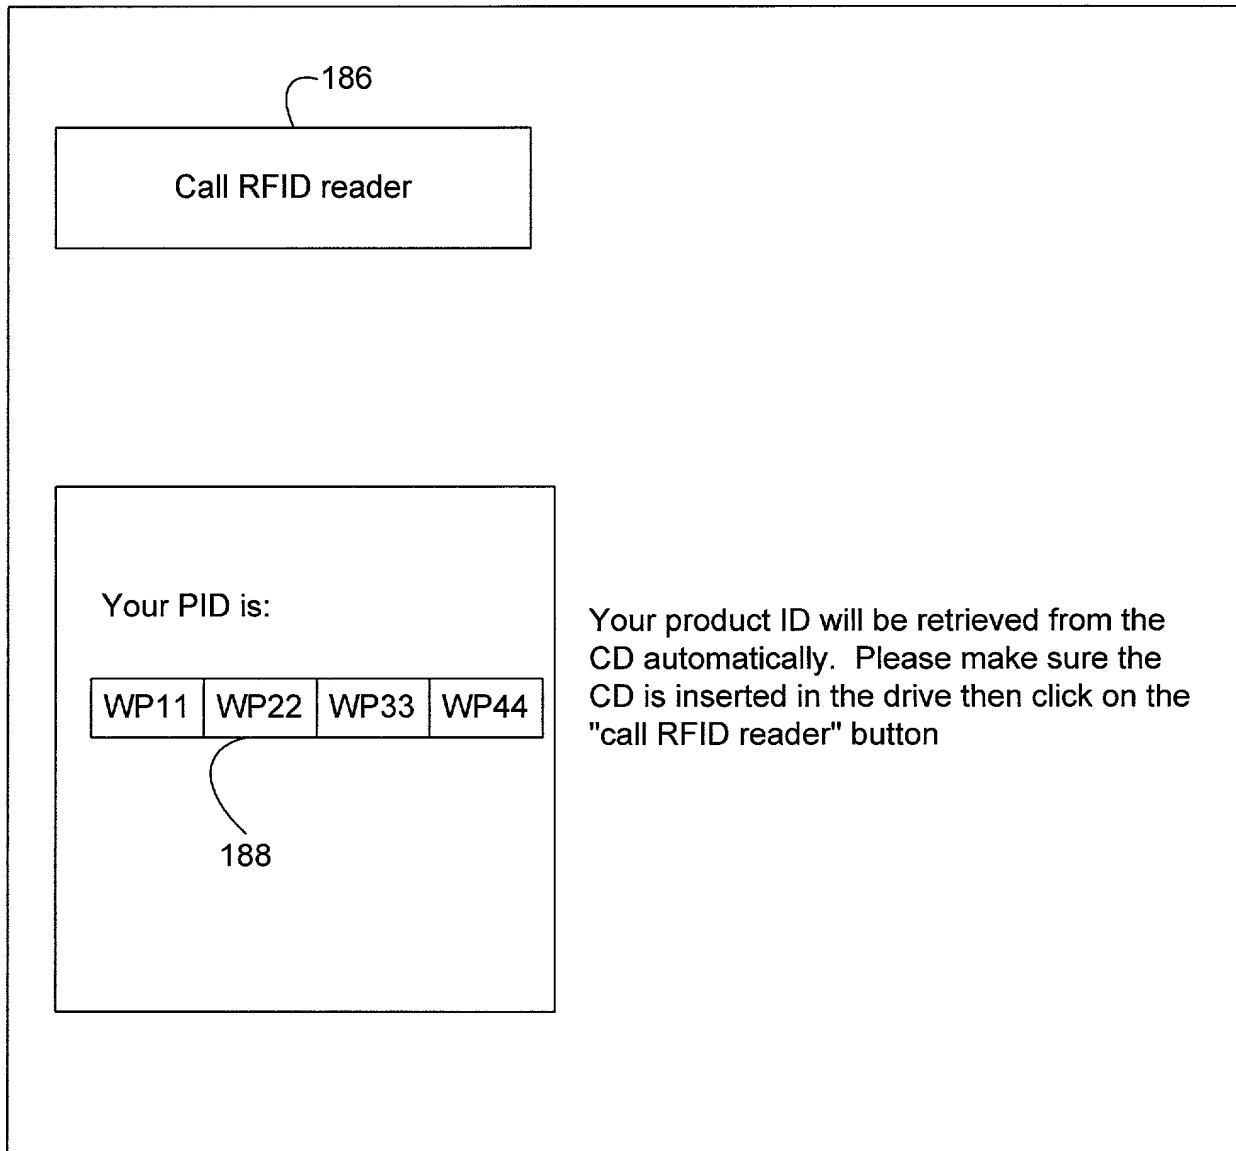 186
Call RFID reader
Your PID is:
WP11 WP22 WP33 WP44
188
Your product ID will be retrieved from the
CD automatically.  Please make sure the
CD is inserted in the drive then click on the
"call RFID reader" button